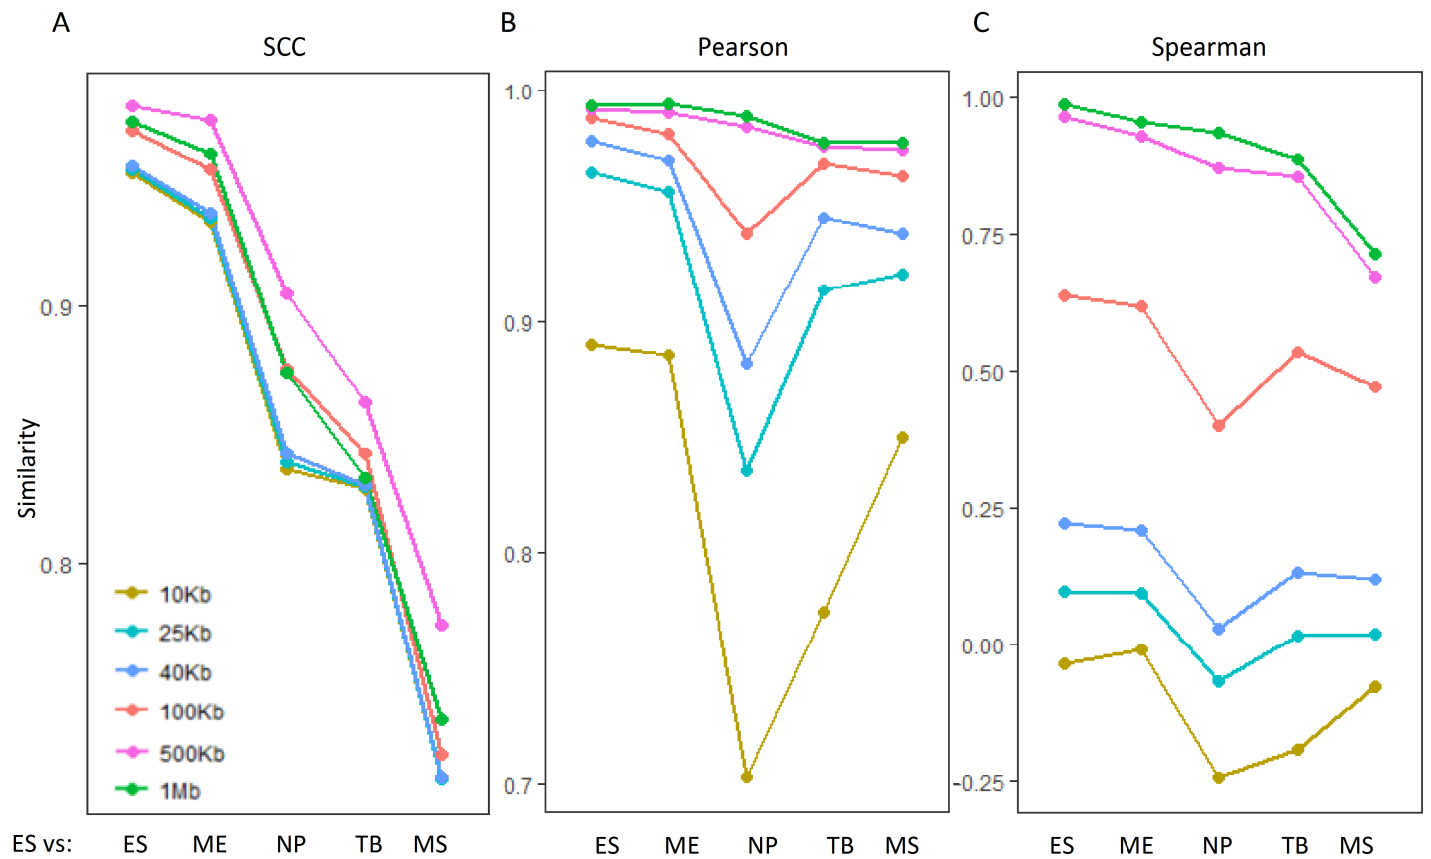 A
SCC
0.9
0.8
Similarity
10Kb
25Kb
40Kb
100Kb
500Kb
1Mb
ES vs: ES ME NP TB MS
B
Pearson
1.0
0.9
0.8
0.7
ES ME NP TB MS
C
Spearman
1.00
0.75
0.50
0.25
0.00
-0.25
ES ME NP TB MS